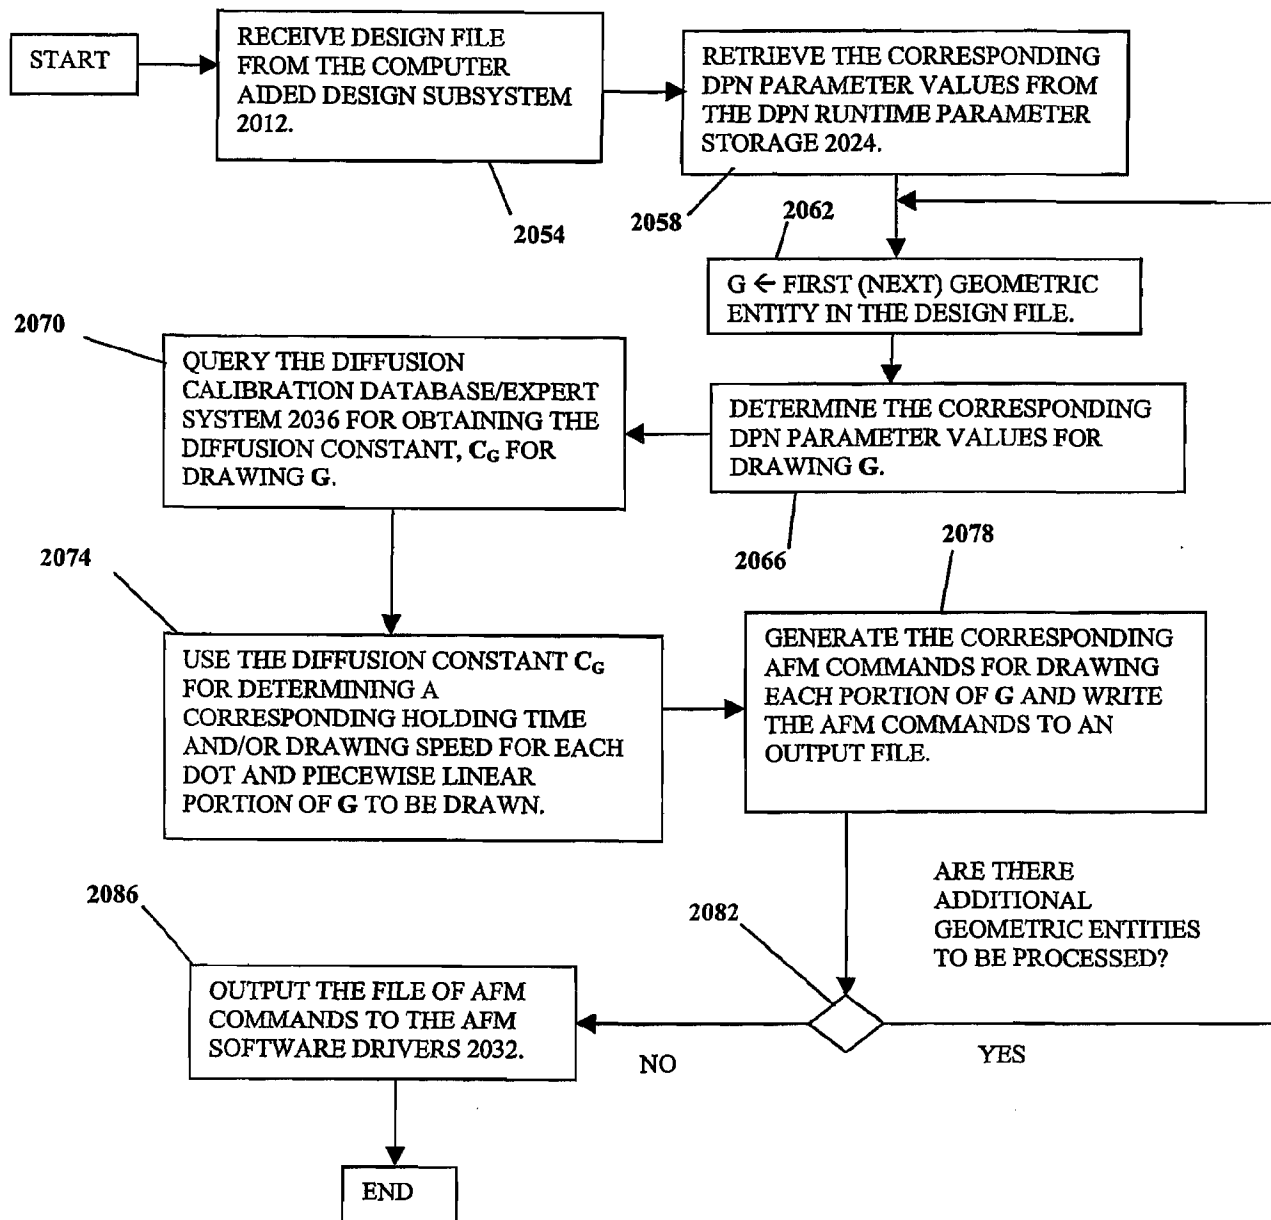 START
RECEIVE DESIGN FILE
FROM THE COMPUTER
AIDED DESIGN SUBSYSTEM
2012.
2054
RETRIEVE THE CORRESPONDING
DPN PARAMETER VALUES FROM
THE DPN RUNTIME PARAMETER
STORAGE 2024.
2058
2062
G ← FIRST (NEXT) GEOMETRIC
ENTITY IN THE DESIGN FILE.
DETERMINE THE CORRESPONDING
DPN PARAMETER VALUES FOR
DRAWING G.
2066
2070
QUERY THE DIFFUSION
CALIBRATION DATABASE/EXPERT
SYSTEM 2036 FOR OBTAINING THE
DIFFUSION CONSTANT, CG FOR
DRAWING G.
2074
USE THE DIFFUSION CONSTANT CG
FOR DETERMINING A
CORRESPONDING HOLDING TIME
AND/OR DRAWING SPEED FOR EACH
DOT AND PIECEWISE LINEAR
PORTION OF G TO BE DRAWN.
2078
GENERATE THE CORRESPONDING
AFM COMMANDS FOR DRAWING
EACH PORTION OF G AND WRITE
THE AFM COMMANDS TO AN
OUTPUT FILE.
ARE THERE
ADDITIONAL
GEOMETRIC ENTITIES
TO BE PROCESSED?
2082
YES
NO
2086
OUTPUT THE FILE OF AFM
COMMANDS TO THE AFM
SOFTWARE DRIVERS 2032.
END